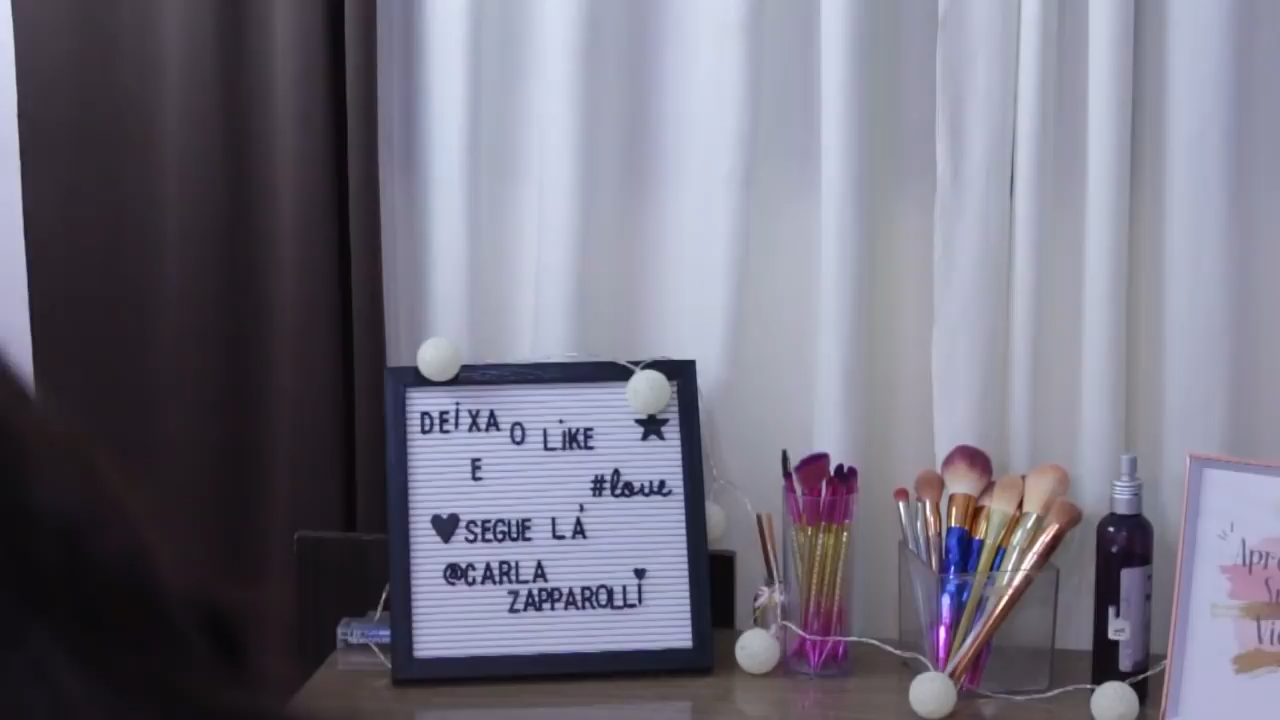 DEiXA O LiKE
E
#love
SEGUE LÁ
@CARLA
ZAPPAROLLi